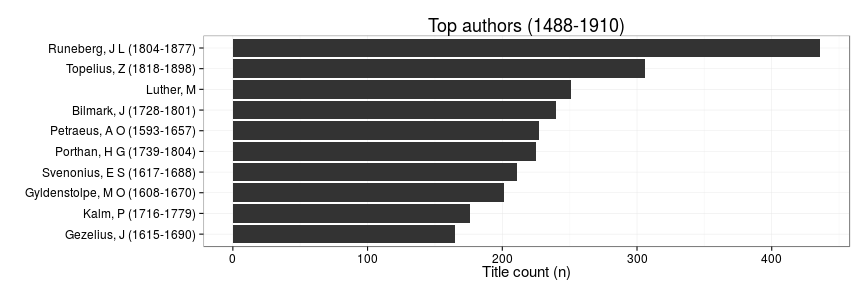 Top authors (1488-1910)
Runeberg, J L (1804-1877)
Topelius, Z (1818-1898)
Luther, M
Bilmark, J (1728-1801)
Petraeus, A O (1593-1657)
Porthan, H G (1739-1804)
Svenonius, E S (1617-1688)
Gyldenstolpe, M O (1608-1670)
Kalm, P (1716-1779)
Gezelius, J (1615-1690)
0 100 200 300 400
Title count (n)